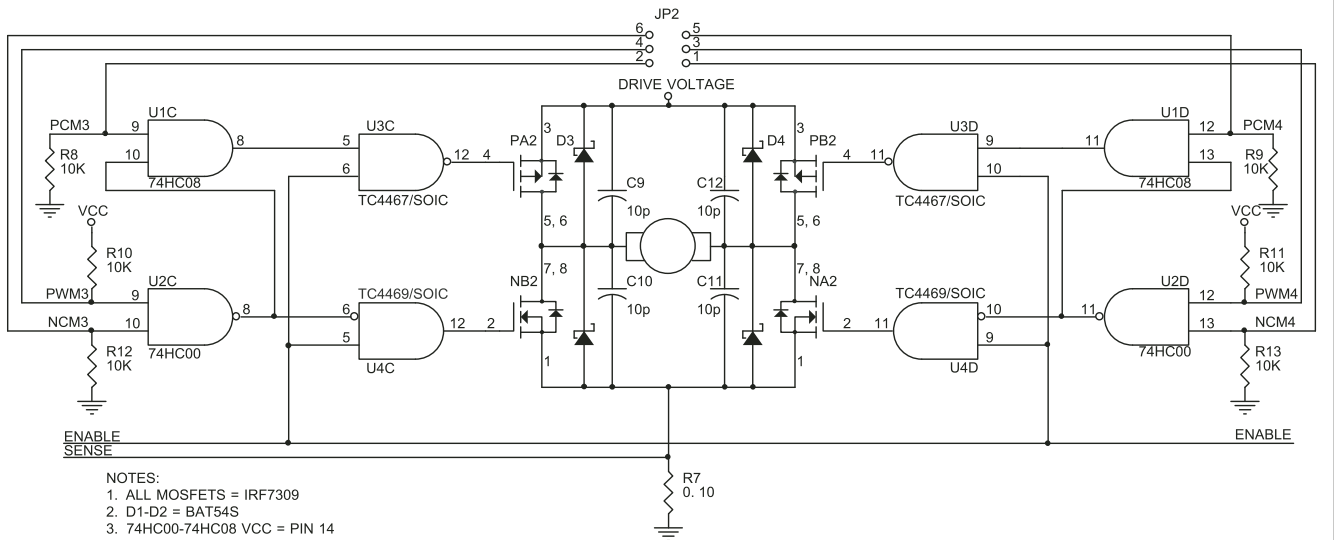 JP2
6 5
4 3
2 1
DRIVE VOLTAGE
U1C U1D
PCM3 9 U3C 3 3 U3D 12 PCM4
PA2 D3 D4 PB2
8 5 9 11
R8 10 12 4 4 11 13 R9
10K 6 10 10K
74HC08 C9 C12 74HC08
TC4467/SOIC TC4467/SOIC
VCC 5, 6 10p 10p 5, 6 VCC
R10 R11
10K 7, 8 7, 8 10K
U2C NB2 C10 C11 NA2 U2D
PWM3 9 TC4469/SOIC 10p 10p TC4469/SOIC 12 PWM4
8 6 10 11
NCM3 10 12 2 2 11 13 NCM4
5 9
R12 74HC00 1 1 74HC00 R13
10K U4C U4D 10K
ENABLE ENABLE
SENSE
R7
0. 10
NOTES:
1. ALL MOSFETS = IRF7309
2. D1-D2 = BAT54S
3. 74HC00-74HC08 VCC = PIN 14